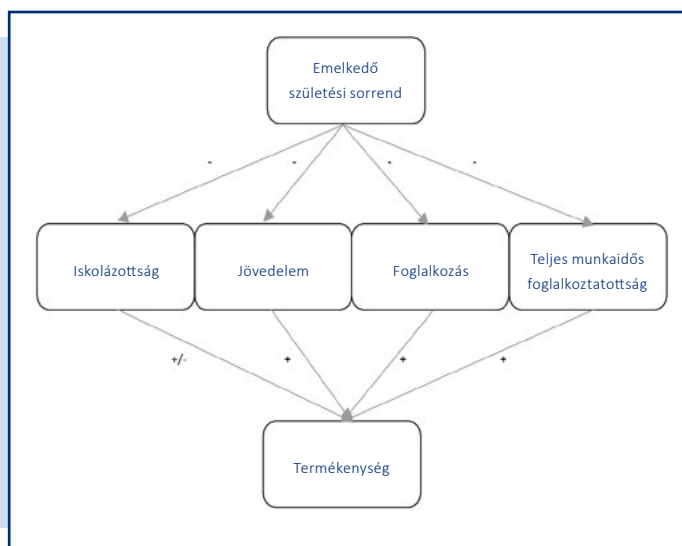 Emelkedő
születési sorrend
- - - -
Iskolázottság Jövedelem Foglalkozás Teljes munkaidős
foglalkoztatottság
+/- + + +
Termékenység